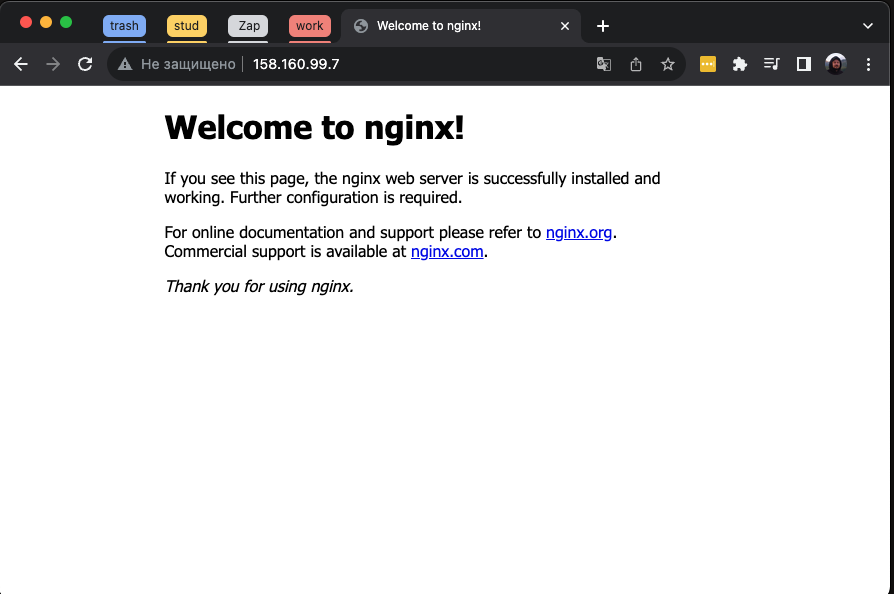 trash
stud
Zap
work
Welcome to nginx!
Не защищено
158.160.99.7
Welcome to nginx!
If you see this page, the nginx web server is successfully installed and
working. Further configuration is required.
For online documentation and support please refer to nginx.org.
Commercial support is available at nginx.com.
Thank you for using nginx.